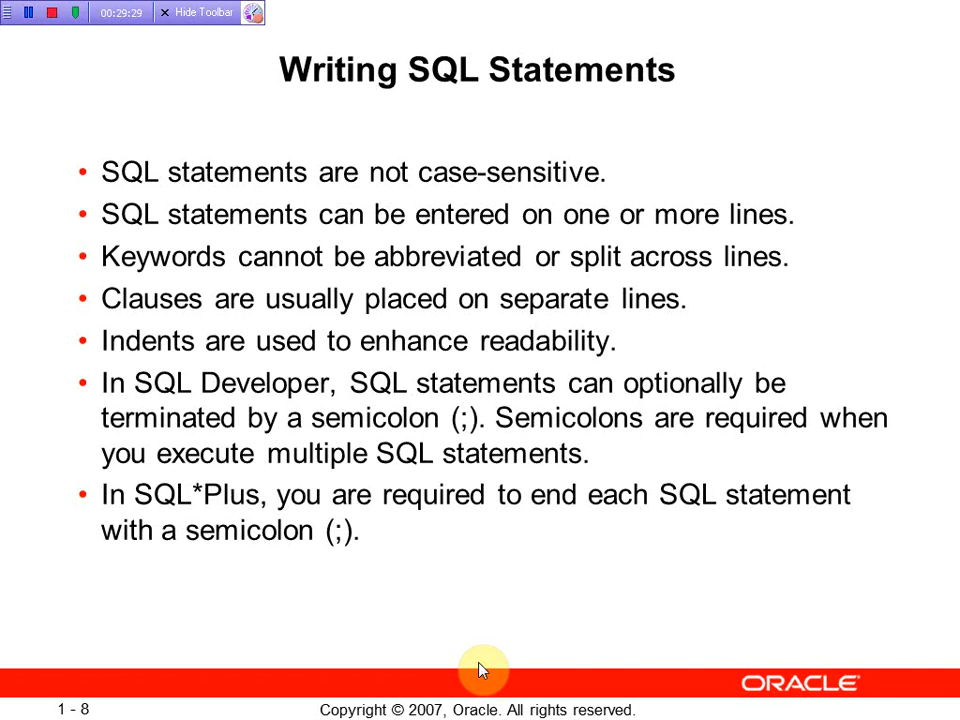 00:29:29 Hide Toolbar
Writing SQL Statements
• SQL statements are not case-sensitive.
• SQL statements can be entered on one or more lines.
• Keywords cannot be abbreviated or split across lines.
• Clauses are usually placed on separate lines.
• Indents are used to enhance readability.
• In SQL Developer, SQL statements can optionally be
terminated by a semicolon (;). Semicolons are required when
you execute multiple SQL statements.
• In SQL*Plus, you are required to end each SQL statement
with a semicolon (;).
ORACLE
1 - 8 Copyright © 2007, Oracle. All rights reserved.